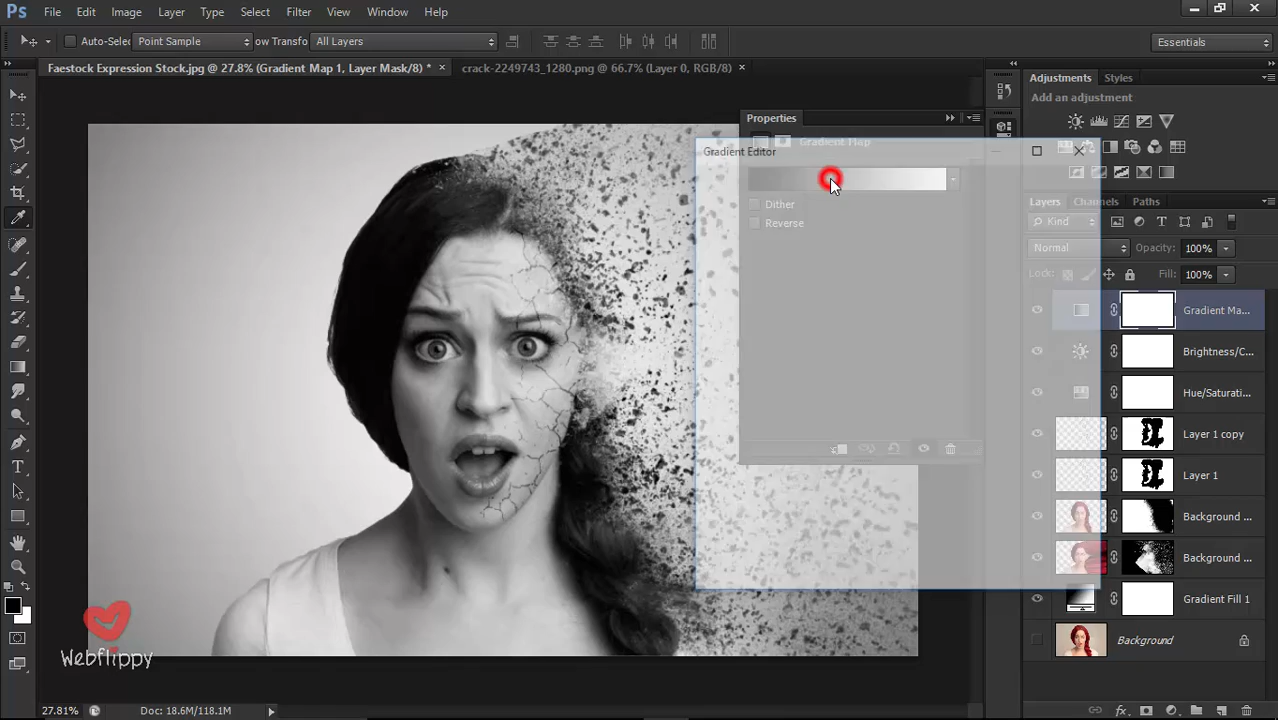 Ps File Edit Image Layer Type Select Filter View Window Help
Auto-Selec Point Sample ow Transfo All Layers Essentials
Faestock Expression Stock.jpg @ 27.8% (Gradient Map 1, Layer Mask/8) * × crack-2249743_1280.png @ 66.7% (Layer 0, RGB/8) ×
Adjustments Styles
Add an adjustment
Properties
Gradient Map
Gradient Editor
Dither
Reverse
Layers Channels Paths
Kind
Normal Opacity: 100%
Lock: Fill: 100%
Gradient Ma...
Brightness/C...
Hue/Saturati...
Layer 1 copy
Layer 1
Background ...
Background ...
Gradient Fill 1
Background
Webflippy
27.81% Doc: 18.6M/118.1M